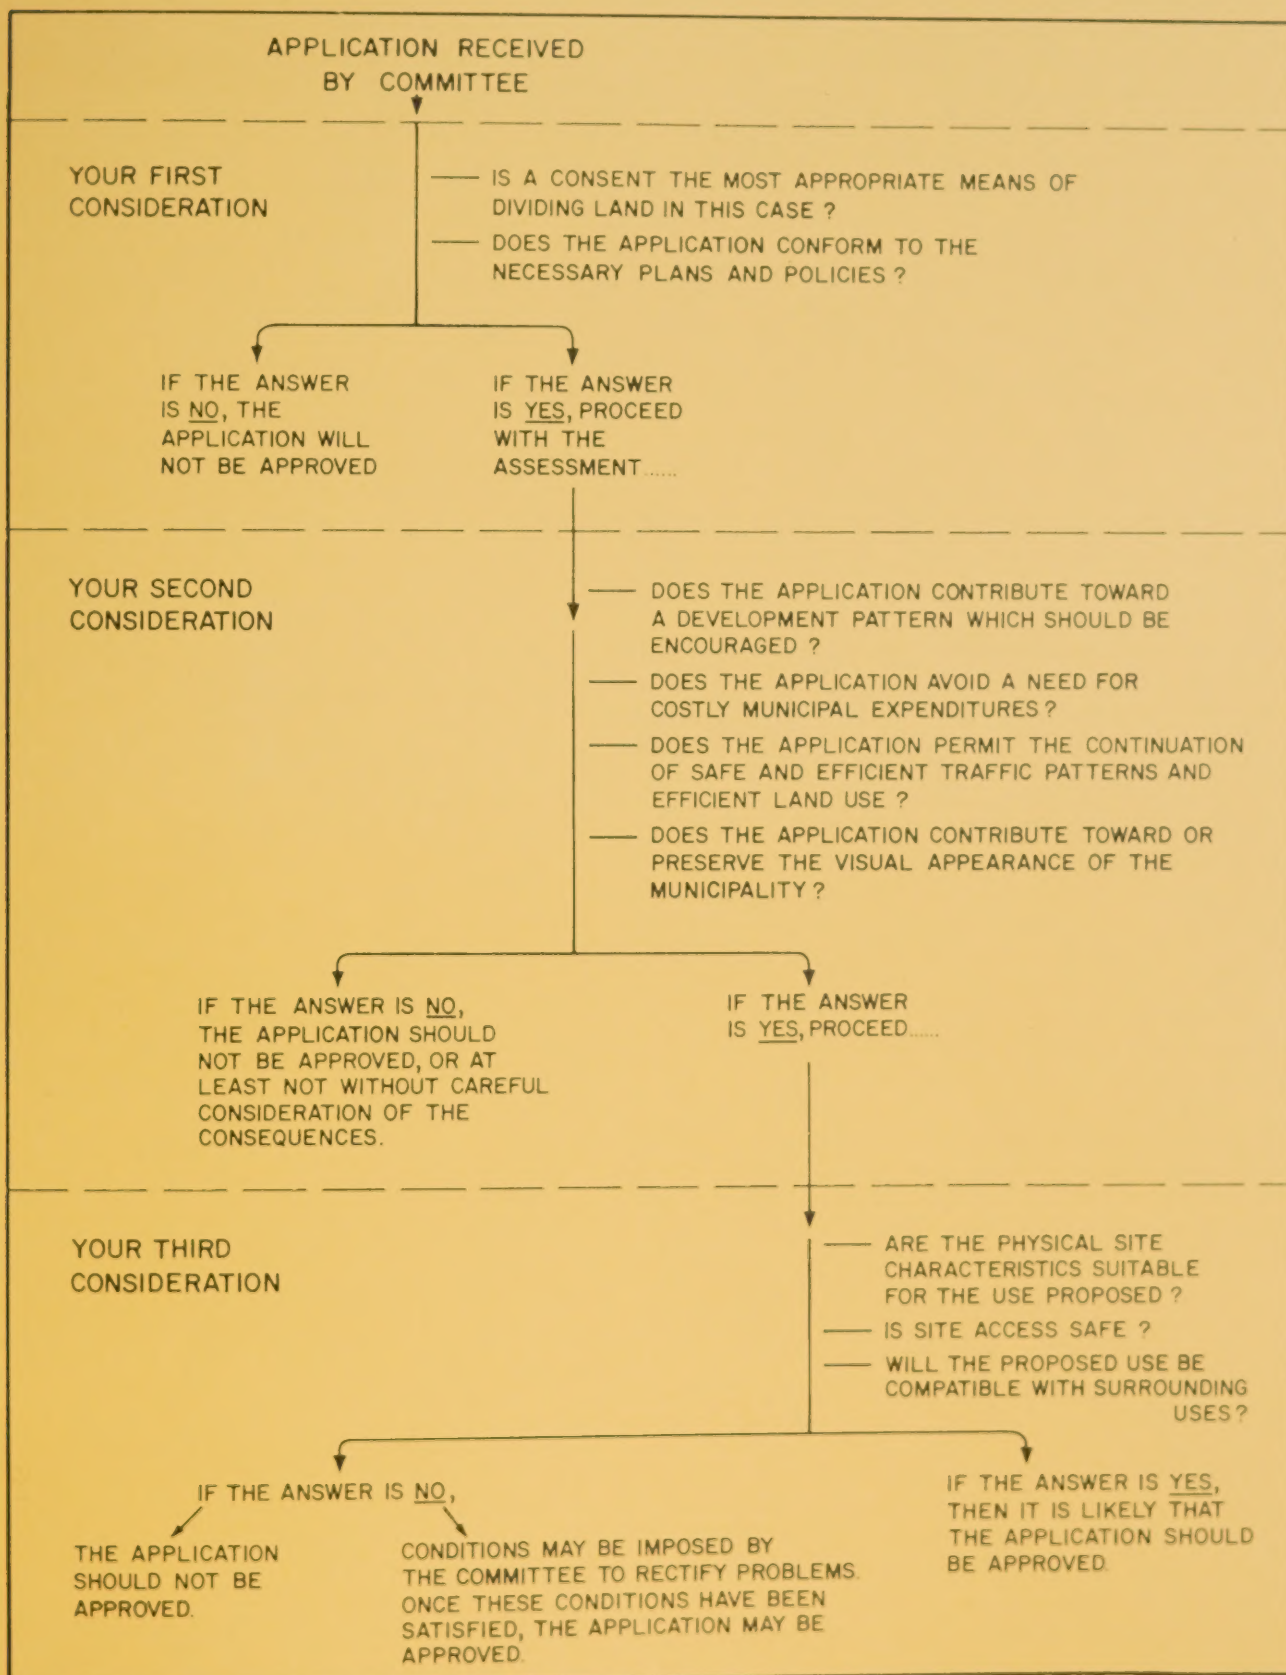 APPLICATION RECEIVED
BY COMMITTEE
YOUR FIRST
CONSIDERATION
IS A CONSENT THE MOST APPROPRIATE MEANS OF
DIVIDING LAND IN THIS CASE ?
DOES THE APPLICATION CONFORM TO THE
NECESSARY PLANS AND POLICIES ?
IF THE ANSWER
IS NO, THE
APPLICATION WILL
NOT BE APPROVED
IF THE ANSWER
IS YES, PROCEED
WITH THE
ASSESSMENT......
YOUR SECOND
CONSIDERATION
DOES THE APPLICATION CONTRIBUTE TOWARD
A DEVELOPMENT PATTERN WHICH SHOULD BE
ENCOURAGED ?
DOES THE APPLICATION AVOID A NEED FOR
COSTLY MUNICIPAL EXPENDITURES ?
DOES THE APPLICATION PERMIT THE CONTINUATION
OF SAFE AND EFFICIENT TRAFFIC PATTERNS AND
EFFICIENT LAND USE ?
DOES THE APPLICATION CONTRIBUTE TOWARD OR
PRESERVE THE VISUAL APPEARANCE OF THE
MUNICIPALITY ?
IF THE ANSWER IS NO,
THE APPLICATION SHOULD
NOT BE APPROVED, OR AT
LEAST NOT WITHOUT CAREFUL
CONSIDERATION OF THE
CONSEQUENCES.
IF THE ANSWER
IS YES, PROCEED......
YOUR THIRD
CONSIDERATION
ARE THE PHYSICAL SITE
CHARACTERISTICS SUITABLE
FOR THE USE PROPOSED ?
IS SITE ACCESS SAFE ?
WILL THE PROPOSED USE BE
COMPATIBLE WITH SURROUNDING
USES ?
IF THE ANSWER IS NO,
THE APPLICATION
SHOULD NOT BE
APPROVED.
CONDITIONS MAY BE IMPOSED BY
THE COMMITTEE TO RECTIFY PROBLEMS.
ONCE THESE CONDITIONS HAVE BEEN
SATISFIED, THE APPLICATION MAY BE
APPROVED.
IF THE ANSWER IS YES,
THEN IT IS LIKELY THAT
THE APPLICATION SHOULD
BE APPROVED.